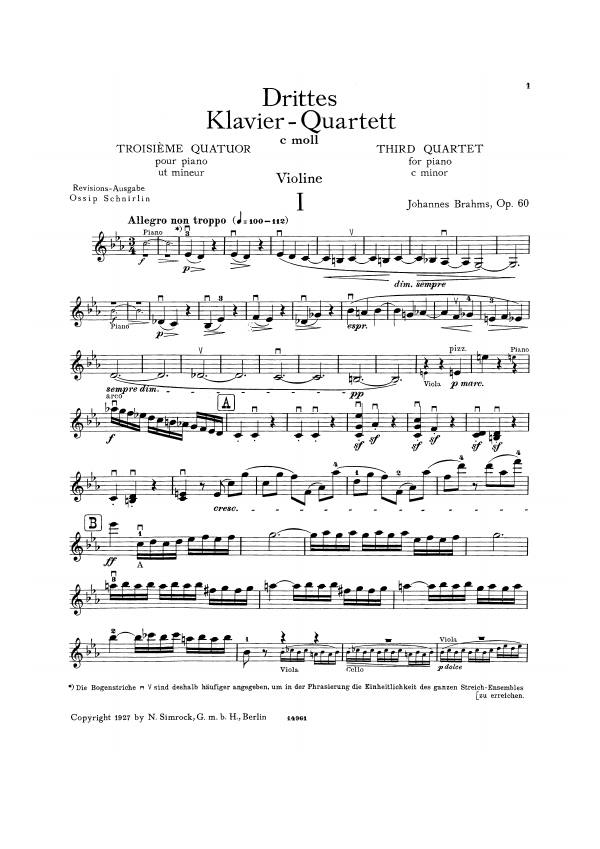 1
Drittes
Klavier-Quartett
c moll
TROISIÈME QUATUOR
pour piano
ut mineur
THIRD QUARTET
for piano
c minor
Violine
Revisions-Ausgabe
Ossip Schnirlin
I
Johannes Brahms, Op. 60
Allegro non troppo (♩=100-112)
*)
Piano
f
p
dim. sempre
Piano
p
espr.
sempre dim.
pp
Viola
pizz.
p marc.
Piano
arco
A
f
sf sf sf sf
cresc.
B
ff
A
Viola
Cello
Viola
p dolce
*) Die Bogenstriche ⊓ V sind deshalb häufiger angegeben, um in der Phrasierung die Einheitlichkeit des ganzen Streich-Ensembles
[zu erreichen.
Copyright 1927 by N. Simrock, G. m. b. H., Berlin
14961